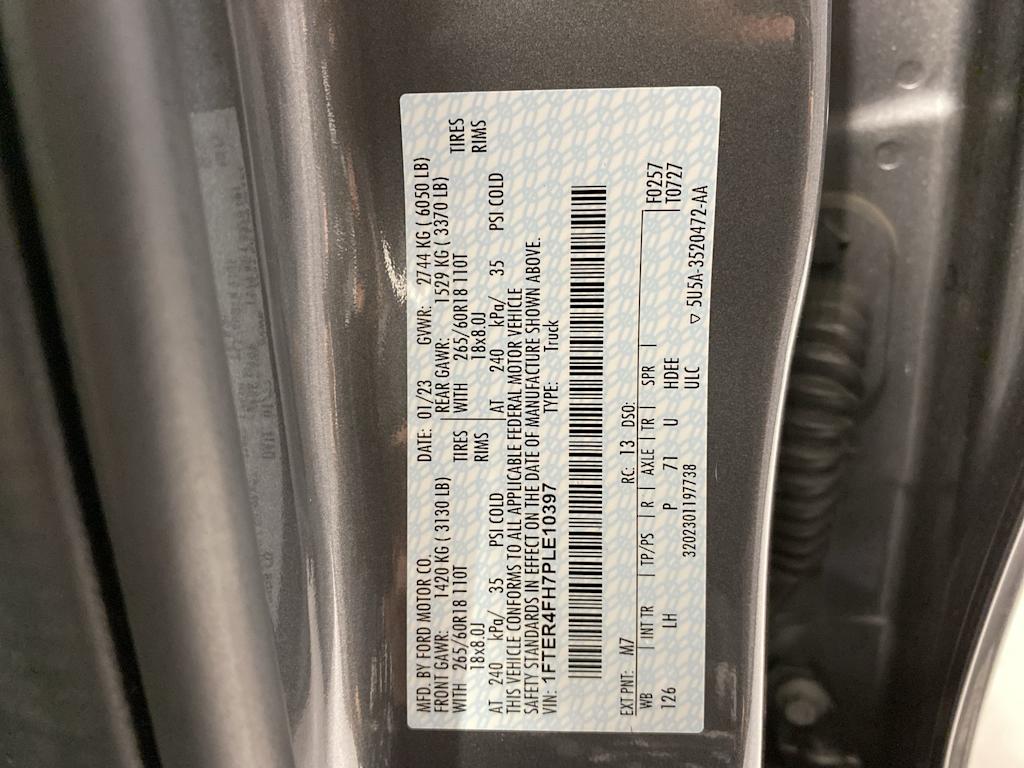 MFD. BY FORD MOTOR CO. DATE: 01/23 GVWR: 2744 KG ( 6050 LB)
FRONT GAWR: 1420 KG ( 3130 LB) REAR GAWR: 1529 KG ( 3370 LB)
WITH 265/60R18 110T TIRES WITH 265/60R18 110T TIRES
18x8.0J RIMS 18x8.0J RIMS
AT 240 kPa/ 35 PSI COLD AT 240 kPa/ 35 PSI COLD
THIS VEHICLE CONFORMS TO ALL APPLICABLE FEDERAL MOTOR VEHICLE
SAFETY STANDARDS IN EFFECT ON THE DATE OF MANUFACTURE SHOWN ABOVE.
VIN: 1FTER4FH7PLE10397 TYPE: Truck
EXT PNT: M7 RC: 13 DSO:
WB INT TR TP/PS R AXLE TR SPR F0257
126 LH P 71 U HDEE T0727
ULC
3202301197738 ▽ 5U5A-3520472-AA